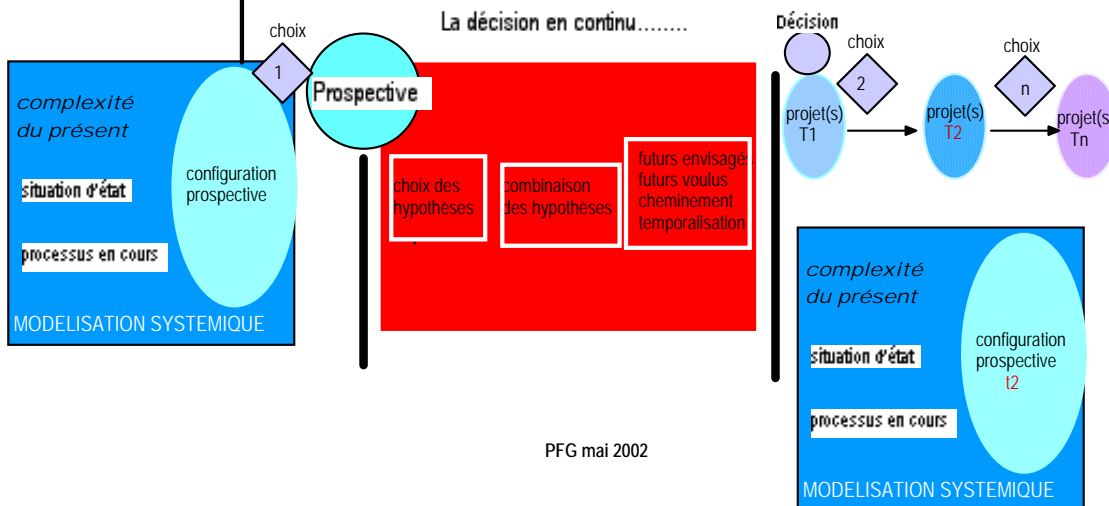 La décision en continu........
choix
1
complexité
du présent
situation d'état
processus en cours
configuration
prospective
MODELISATION SYSTEMIQUE
Prospective
choix des
hypothèses
combinaison
des hypothèses
futurs envisagés
futurs voulus
cheminement
temporalisation
Décision
choix
2
choix
n
projet(s)
T1
projet(s)
T2
projet(s
Tn
complexité
du présent
situation d'état
processus en cours
configuration
prospective
t2
MODELISATION SYSTEMIQUE
PFG mai 2002